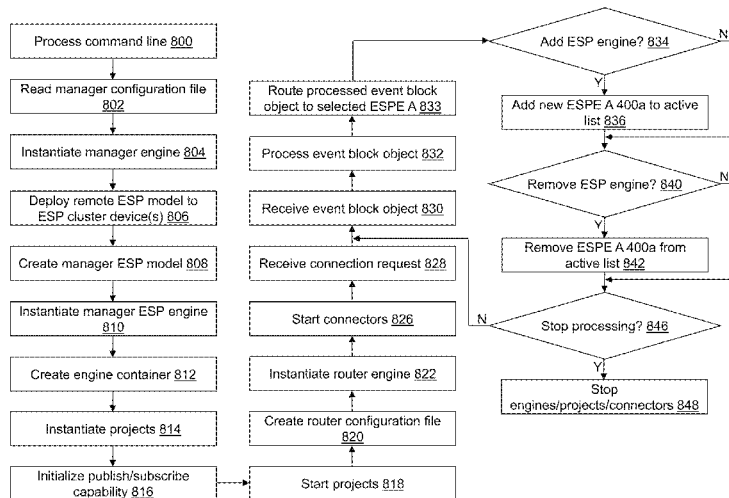 Process command line 800
Read manager configuration file
802
Instantiate manager engine 804
Deploy remote ESP model to
ESP cluster device(s) 806
Create manager ESP model 808
Instantiate manager ESP engine
810
Create engine container 812
Instantiate projects 814
Initialize publish/subscribe
capability 816
Start projects 818
Create router configuration file
820
Instantiate router engine 822
Start connectors 826
Receive connection request 828
Receive event block object 830
Process event block object 832
Route processed event block
object to selected ESPE A 833
Add ESP engine? 834
N
Y
Add new ESPE A 400a to active
list 836
Remove ESP engine? 840
N
Y
Remove ESPE A 400a from
active list 842
Stop processing? 846
N
Y
Stop
engines/projects/connectors 848